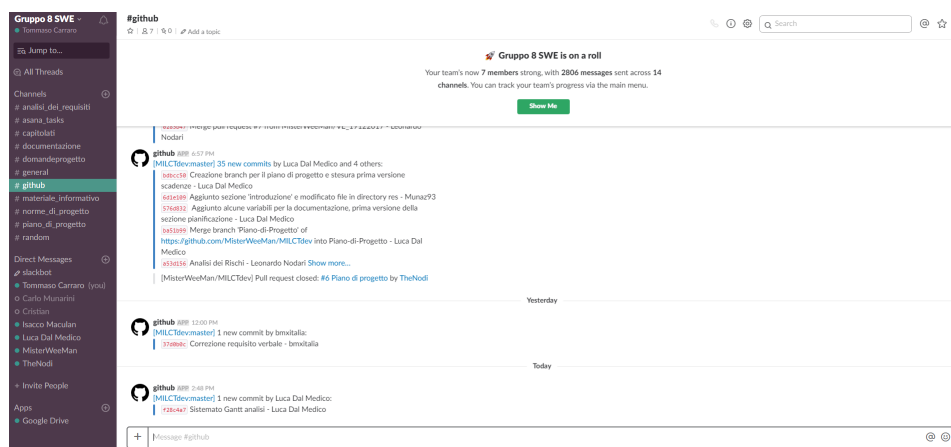 Gruppo 8 SWE
Tommaso Carraro
Jump to...
All Threads
Channels
# analisi_dei_requisiti
# asana_tasks
# capitolati
# documentazione
# domandeprogetto
# general
# github
# materiale_informativo
# norme_di_progetto
# piano_di_progetto
# random
Direct Messages
slackbot
Tommaso Carraro (you)
Carlo Munarini
Cristian
Isacco Maculan
Luca Dal Medico
MisterWeeMan
TheNodi
+ Invite People
Apps
Google Drive
#github
7 | 0 | Add a topic
Search
Gruppo 8 SWE is on a roll
Your team's now 7 members strong, with 2806 messages sent across 14
channels. You can track your team's progress via the main menu.
Show Me
Merge pull request #7 from MisterWeeMan/VE_19122017 - Leonardo
Nodari
github APP 6:57 PM
[MILCTdev:master] 35 new commits by Luca Dal Medico and 4 others:
bdbcc50 Creazione branch per il piano di progetto e stesura prima versione
scadenze - Luca Dal Medico
6d1e109 Aggiunto sezione 'introduzione' e modificato file in directory res - Munaz93
576d832 Aggiunto alcune variabili per la documentazione, prima versione della
sezione pianificazione - Luca Dal Medico
ba51b99 Merge branch 'Piano-di-Progetto' of
https://github.com/MisterWeeMan/MILCTdev into Piano-di-Progetto - Luca Dal
Medico
a53d156 Analisi dei Rischi - Leonardo Nodari Show more...
[MisterWeeMan/MILCTdev] Pull request closed: #6 Piano di progetto by TheNodi
Yesterday
github APP 12:00 PM
[MILCTdev:master] 1 new commit by bmxitalia:
37d0b8c Correzione requisito verbale - bmxitalia
Today
github APP 2:48 PM
[MILCTdev:master] 1 new commit by Luca Dal Medico:
f28c4a7 Sistemato Gantt analisi - Luca Dal Medico
Message #github